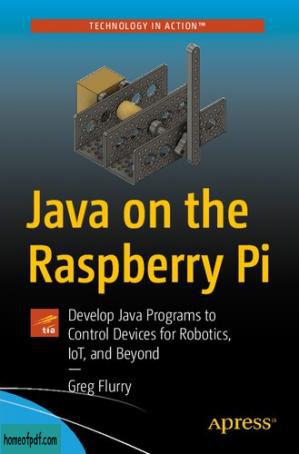 TECHNOLOGY IN ACTION™
Java on the
Raspberry Pi
tia
Develop Java Programs to
Control Devices for Robotics,
IoT, and Beyond
—
Greg Flurry
Apress®
homeofpdf.com